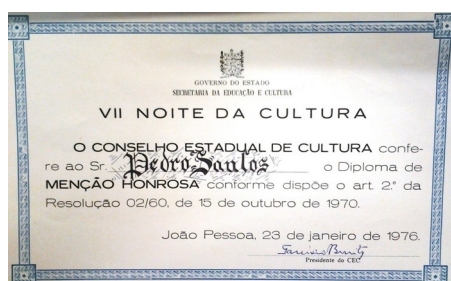 GOVERNO DO ESTADO
SECRETARIA DA EDUCAÇÃO E CULTURA
VII NOITE DA CULTURA
O CONSELHO ESTADUAL DE CULTURA confe-
re ao Sr. Pedro Santos o Diploma de
MENÇÃO HONROSA conforme dispõe o art. 2.º da
Resolução 02/60, de 15 de outubro de 1970.
João Pessoa, 23 de janeiro de 1976.
Presidente do CEC